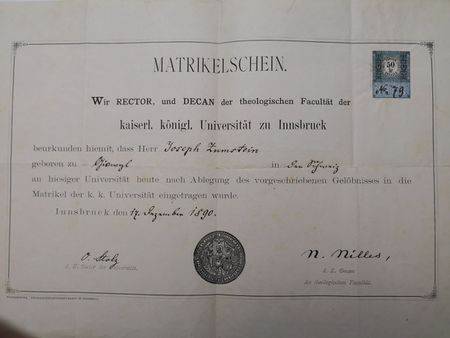 MATRIKELSCHEIN.
50
No. 79
Wir RECTOR, und DECAN der theologischen Facultät der
kaiserl. königl. Universität zu Innsbruck
beurkunden hiemit, dass Herr Joseph Zumstein
geboren zu – in der Schweiz
an hiesiger Universität heute nach Ablegung des vorgeschriebenen Gelöbnisses in die
Matrikel der k. k. Universität eingetragen wurde.
Innsbruck den 17. Dezember 1890.
O. Stolz
d. Z. Rector der Universität.
N. Nilles,
d. Z. Decan
der theologischen Facultät.